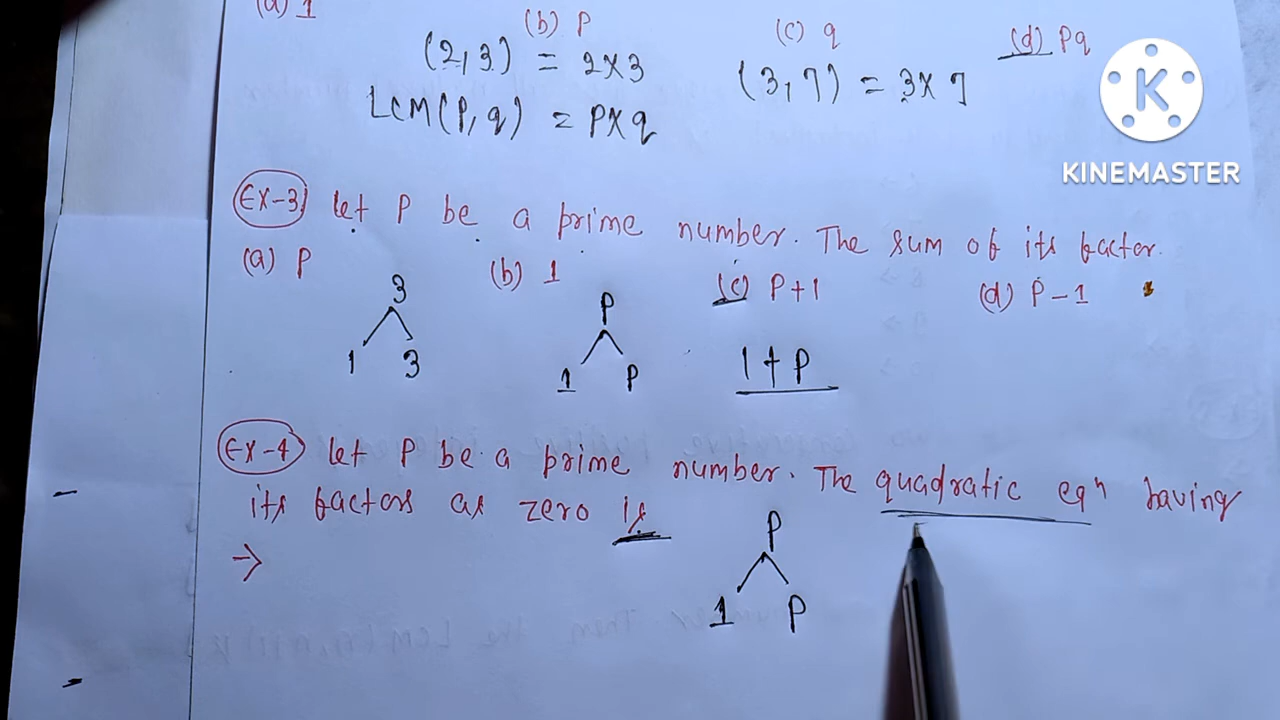 (a) 1 (b) P (c) q (d) Pq
(2,3) = 2×3 (3,7) = 3×7
LCM(P,q) = P×q
K
KINEMASTER
Ex-3 Let P be a prime number. The sum of its factor.
(a) P (b) 1 (c) P+1 (d) P-1
3 P
1 3 1 P 1+P
Ex-4 Let P be a prime number. The quadratic eqn having
its factors as zero is
→ P
1 P